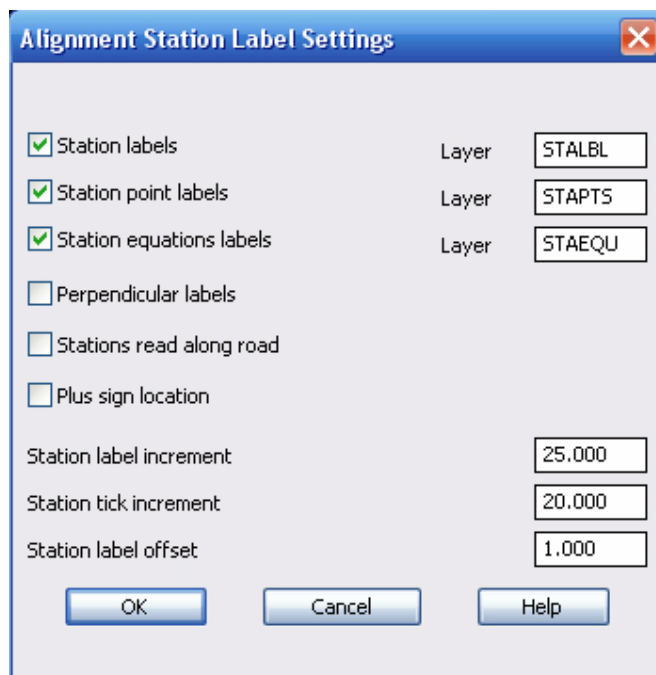 Alignment Station Label Settings
Station labels Layer STALBL
Station point labels Layer STAPTS
Station equations labels Layer STAEQU
Perpendicular labels
Stations read along road
Plus sign location
Station label increment 25.000
Station tick increment 20.000
Station label offset 1.000
OK Cancel Help